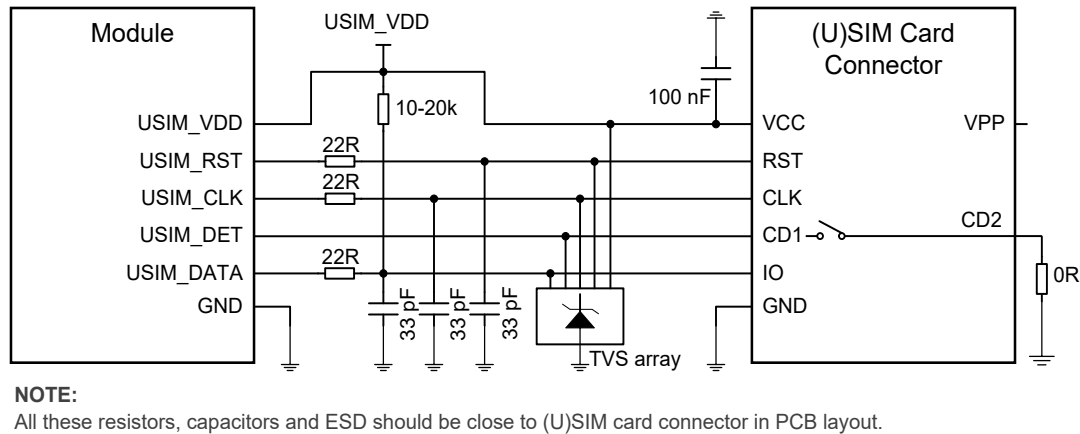 USIM_VDD
Module
(U)SIM Card
Connector
10-20k
100 nF
USIM_VDD
VCC
VPP
22R
USIM_RST
RST
22R
USIM_CLK
CLK
USIM_DET
CD1
CD2
22R
USIM_DATA
IO
0R
GND
33 pF
33 pF
33 pF
GND
TVS array
NOTE:
All these resistors, capacitors and ESD should be close to (U)SIM card connector in PCB layout.